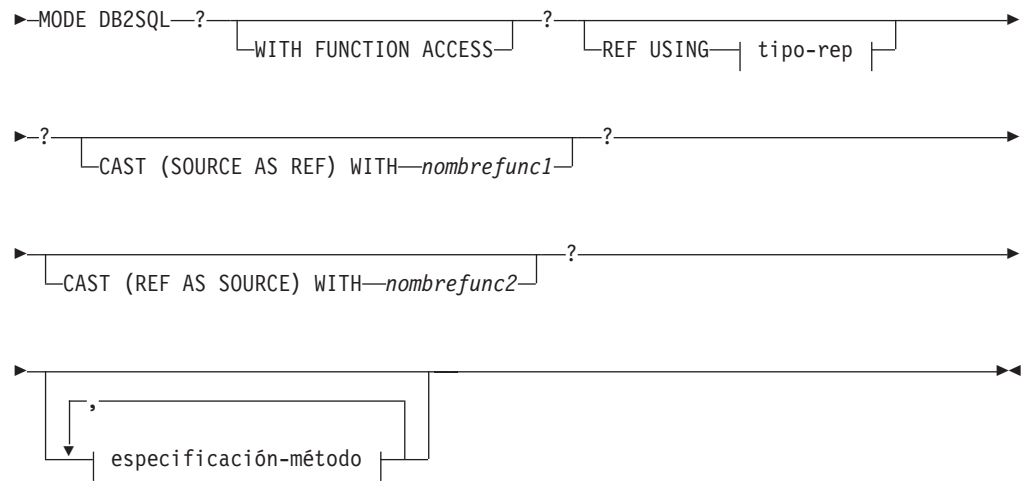 MODE DB2SQL ? WITH FUNCTION ACCESS ? REF USING tipo-rep
? CAST (SOURCE AS REF) WITH nombrefunc1 ?
CAST (REF AS SOURCE) WITH nombrefunc2 ?
,
especificación-método